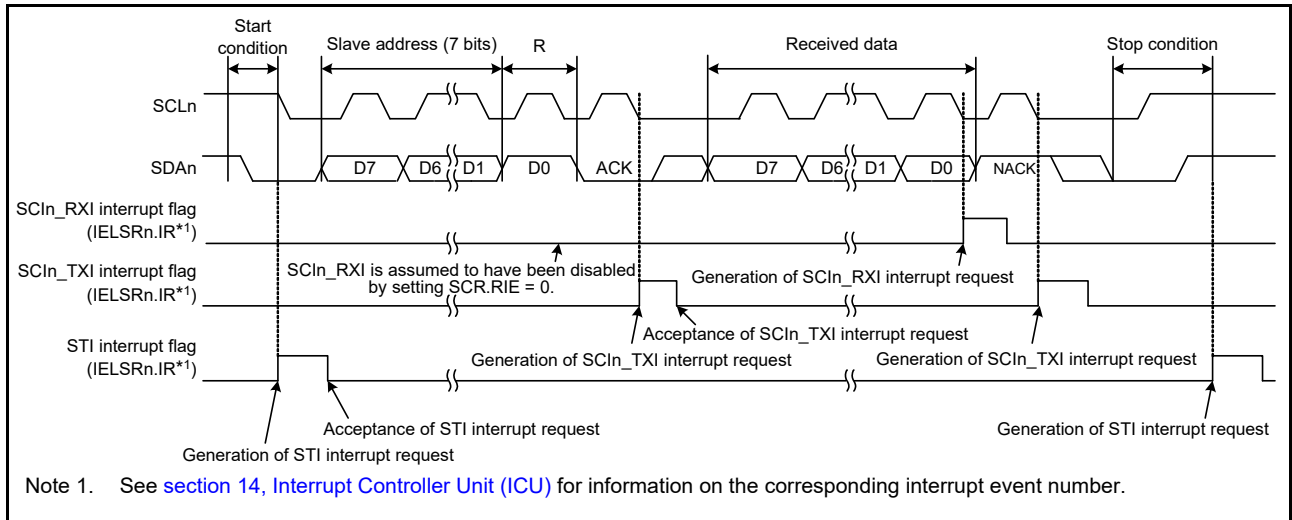 Start
condition
Slave address (7 bits)
R
Received data
Stop condition
SCLn
SDAn
D7
D6
D1
D0
ACK
D7
D6
D1
D0
NACK
SCIn_RXI interrupt flag
(IELSRn.IR*1)
SCIn_RXI is assumed to have been disabled
by setting SCR.RIE = 0.
Generation of SCIn_RXI interrupt request
SCIn_TXI interrupt flag
(IELSRn.IR*1)
Acceptance of SCIn_TXI interrupt request
Generation of SCIn_TXI interrupt request
Generation of SCIn_TXI interrupt request
STI interrupt flag
(IELSRn.IR*1)
Acceptance of STI interrupt request
Generation of STI interrupt request
Generation of STI interrupt request
Note 1. See section 14, Interrupt Controller Unit (ICU) for information on the corresponding interrupt event number.